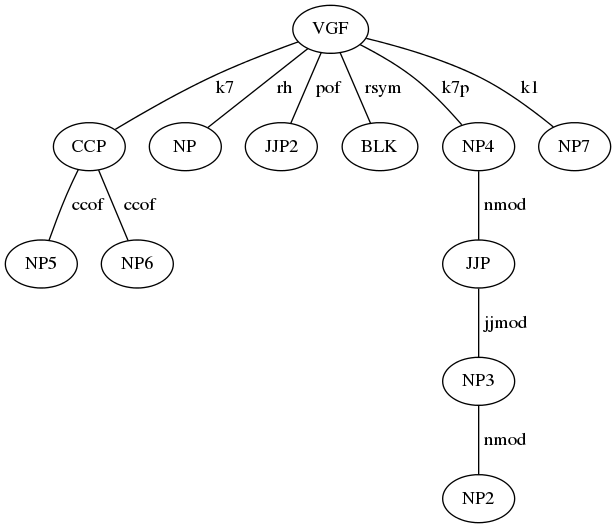 VGF
k7 rh pof rsym k7p k1
CCP NP JJP2 BLK NP4 NP7
ccof ccof nmod
NP5 NP6 JJP
jjmod
NP3
nmod
NP2